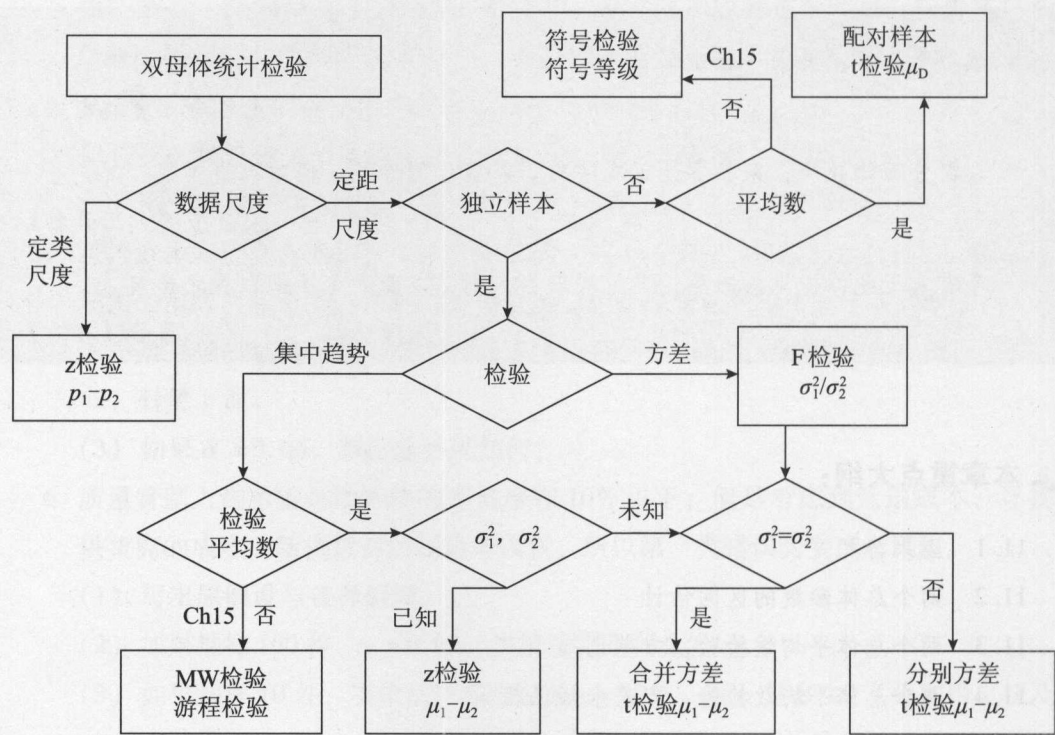 双母体统计检验
符号检验
符号等级
Ch15
否
配对样本
t检验μD
数据尺度
定距
尺度
独立样本
否
平均数
是
定类
尺度
是
z检验
p₁–p₂
集中趋势
检验
方差
F检验
σ₁²/σ₂²
检验
平均数
是
σ₁², σ₂²
未知
σ₁²=σ₂²
Ch15
否
已知
是
否
MW检验
游程检验
z检验
μ₁–μ₂
合并方差
t检验μ₁–μ₂
分别方差
t检验μ₁–μ₂